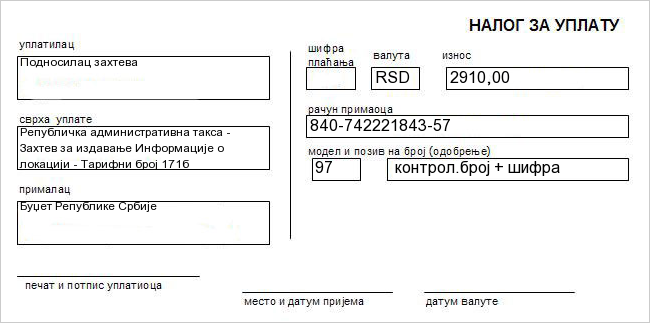 НАЛОГ ЗА УПЛАТУ
уплатилац
Подносилац захтева
сврха уплате
Републичка административна такса -
Захтев за издавање Информације о
локацији - Тарифни број 171б
прималац
Буџет Републике Србије
печат и потпис уплатиоца
место и датум пријема
шифра
плаћања
валута
RSD
износ
2910,00
рачун примаоца
840-742221843-57
модел и позив на број (одобрење)
97
контрол.број + шифра
датум валуте